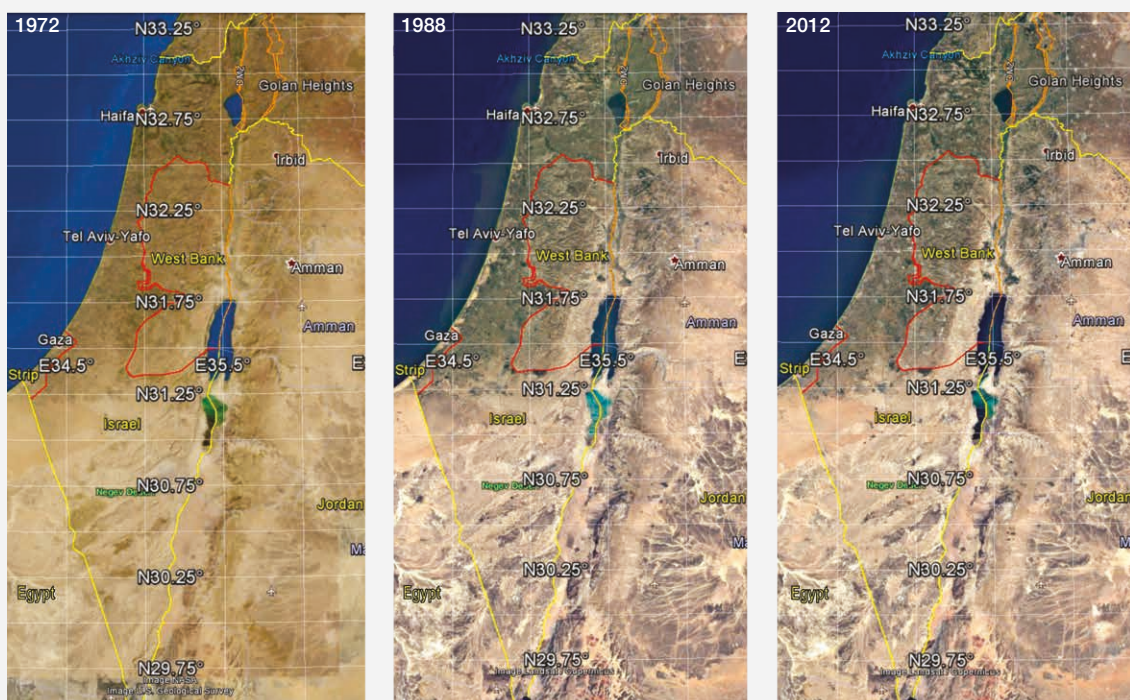 1972
N33.25°
Akhziv Canyon
DMZ
Golan Heights
Haifa
N32.75°
Irbid
N32.25°
Tel Aviv-Yafo
West Bank
Amman
N31.75°
Amman
Gaza
E34.5°
E35.5°
Strip
N31.25°
Israel
N30.75°
Negev
Jordan
N30.25°
Egypt
N29.75°
Image NASA
Image U.S. Geological Survey
1988
N33.25°
Akhziv Canyon
DMZ
Golan Heights
Haifa
N32.75°
Irbid
N32.25°
Tel Aviv-Yafo
West Bank
Amman
N31.75°
Amman
Gaza
E34.5°
E35.5°
Strip
N31.25°
Israel
N30.75°
Negev
Jordan
N30.25°
Egypt
N29.75°
Image Landsat / Copernicus
2012
N33.25°
Akhziv Canyon
DMZ
Golan Heights
Haifa
N32.75°
Irbid
N32.25°
Tel Aviv-Yafo
West Bank
Amman
N31.75°
Amman
Gaza
E34.5°
E35.5°
Strip
N31.25°
Israel
N30.75°
Negev
Jordan
N30.25°
Egypt
N29.75°
Image Landsat / Copernicus